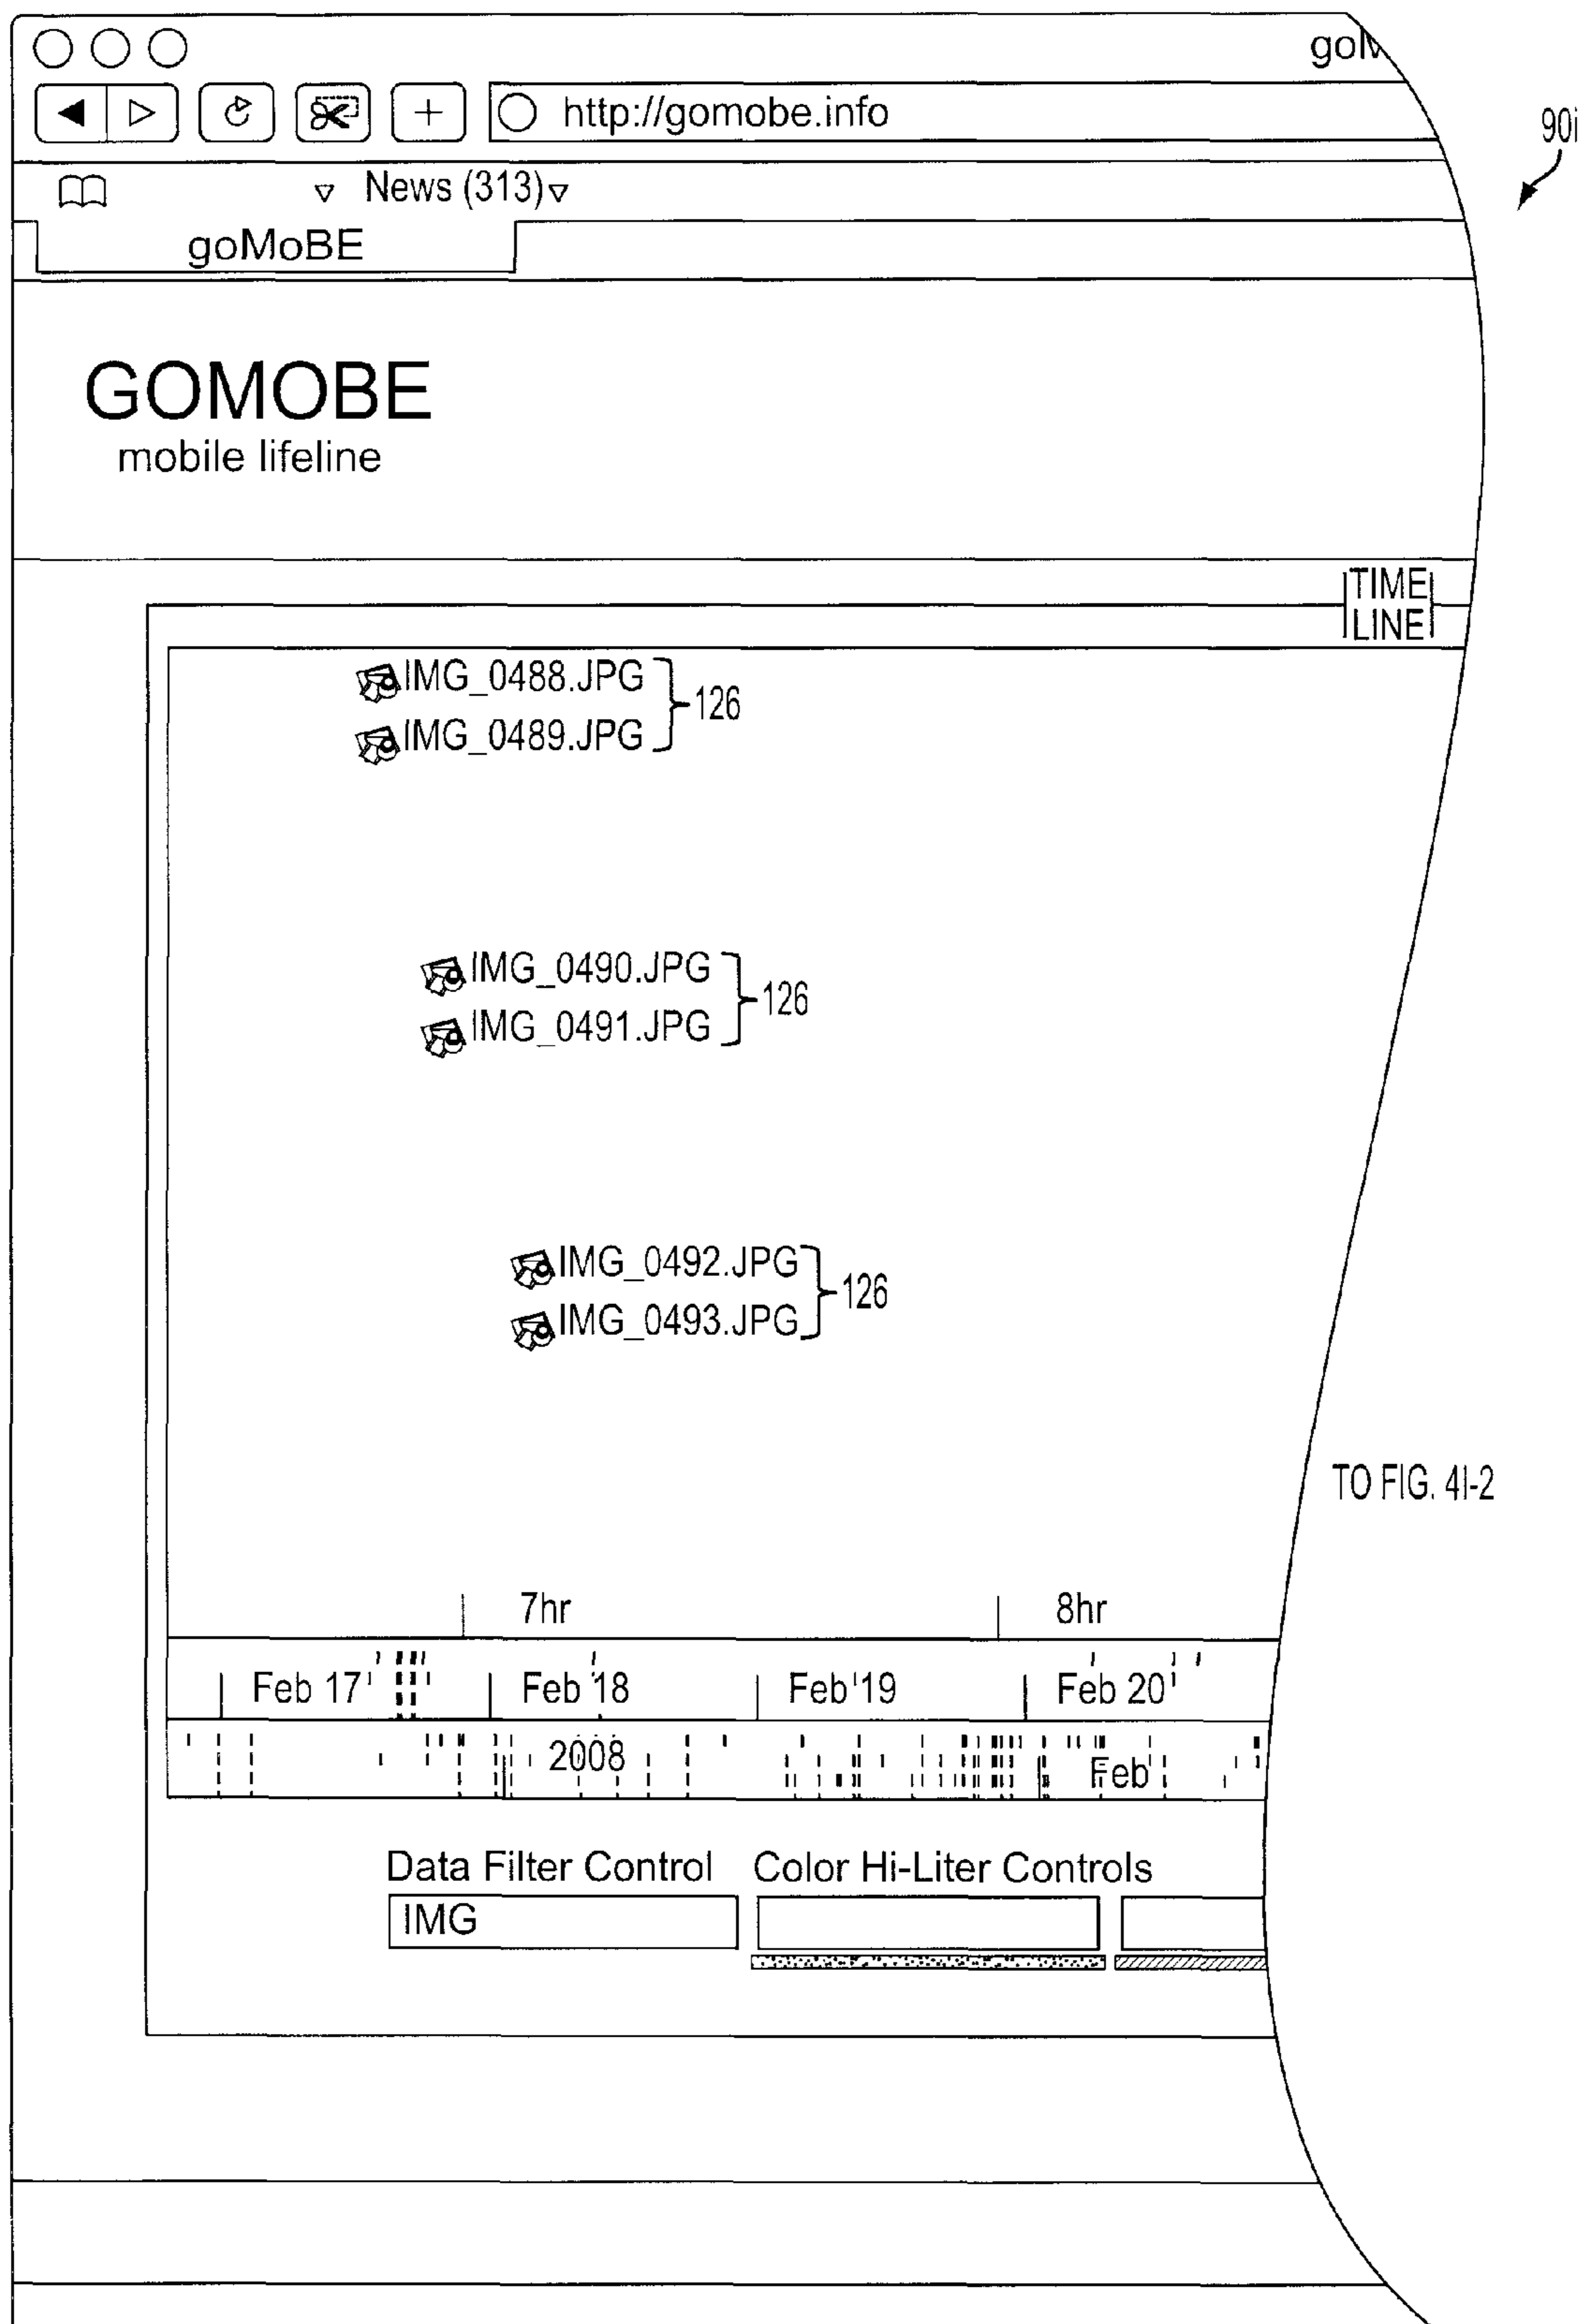 goM
http://gomobe.info
90i
News (313)
goMoBE
GOMOBE
mobile lifeline
TIME
LINE
IMG_0488.JPG
126
IMG_0489.JPG
IMG_0490.JPG
126
IMG_0491.JPG
IMG_0492.JPG
126
IMG_0493.JPG
TO FIG. 4I-2
7hr 8hr
Feb 17 Feb 18 Feb 19 Feb 20
2008 Feb
Data Filter Control Color Hi-Liter Controls
IMG